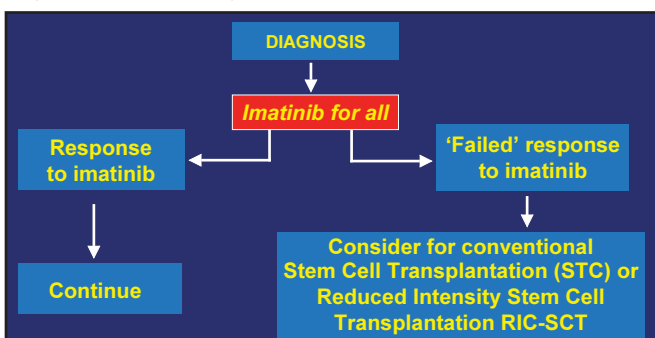 DIAGNOSIS
Imatinib for all
Response
to imatinib
'Failed' response
to imatinib
Continue
Consider for conventional
Stem Cell Transplantation (STC) or
Reduced Intensity Stem Cell
Transplantation RIC-SCT